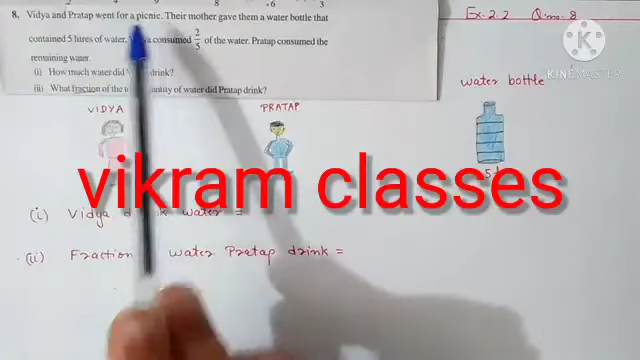 8. Vidya and Pratap went for a picnic. Their mother gave them a water bottle that
contained 5 litres of water. consumed 2/5 of the water. Pratap consumed the
remaining water.
(i) How much water did drink?
(ii) What fraction of the quantity of water did Pratap drink?
Ex. 2.2 Q.no. 8
KINEMASTER
water bottle
VIDYA
PRATAP
5
vikram classes
(i) Vidya water =
(ii) Fraction water Pratap drink =